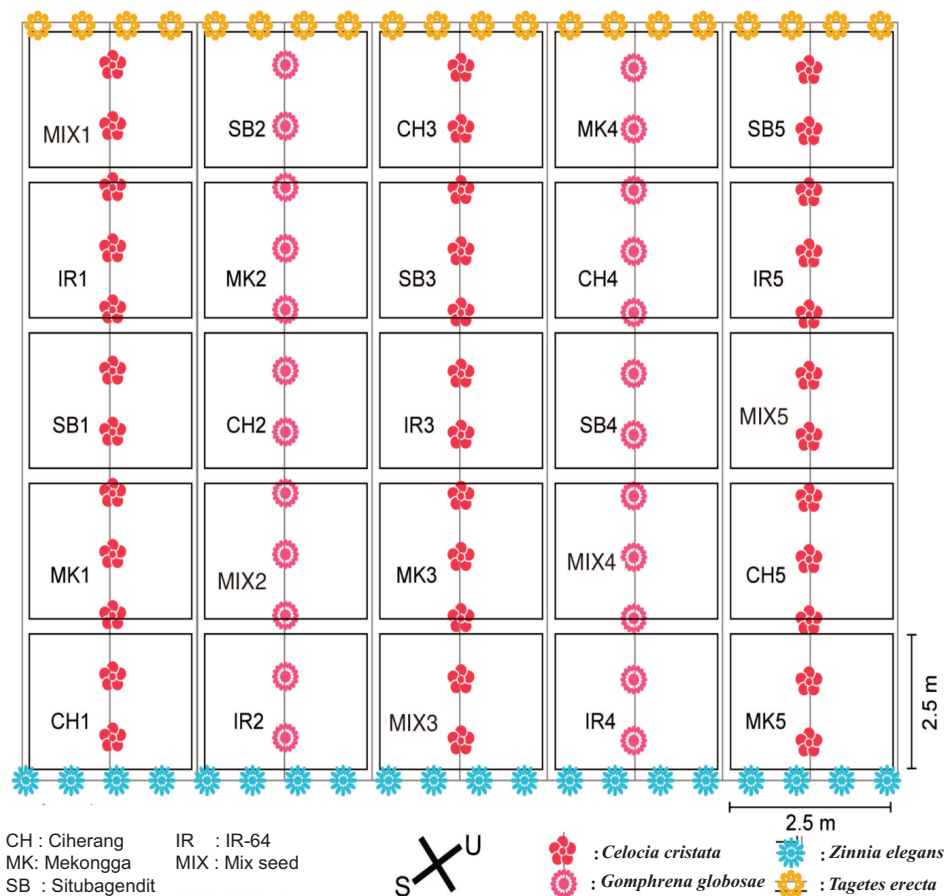 MIX1 SB2 CH3 MK4 SB5
IR1 MK2 SB3 CH4 IR5
SB1 CH2 IR3 SB4 MIX5
MK1 MIX2 MK3 MIX4 CH5
CH1 IR2 MIX3 IR4 MK5
2.5 m
2.5 m
CH : Ciherang IR : IR-64
MK: Mekongga MIX : Mix seed
SB : Situbagendit
U
S
: Celocia cristata : Zinnia elegans
: Gomphrena globosae : Tagetes erecta